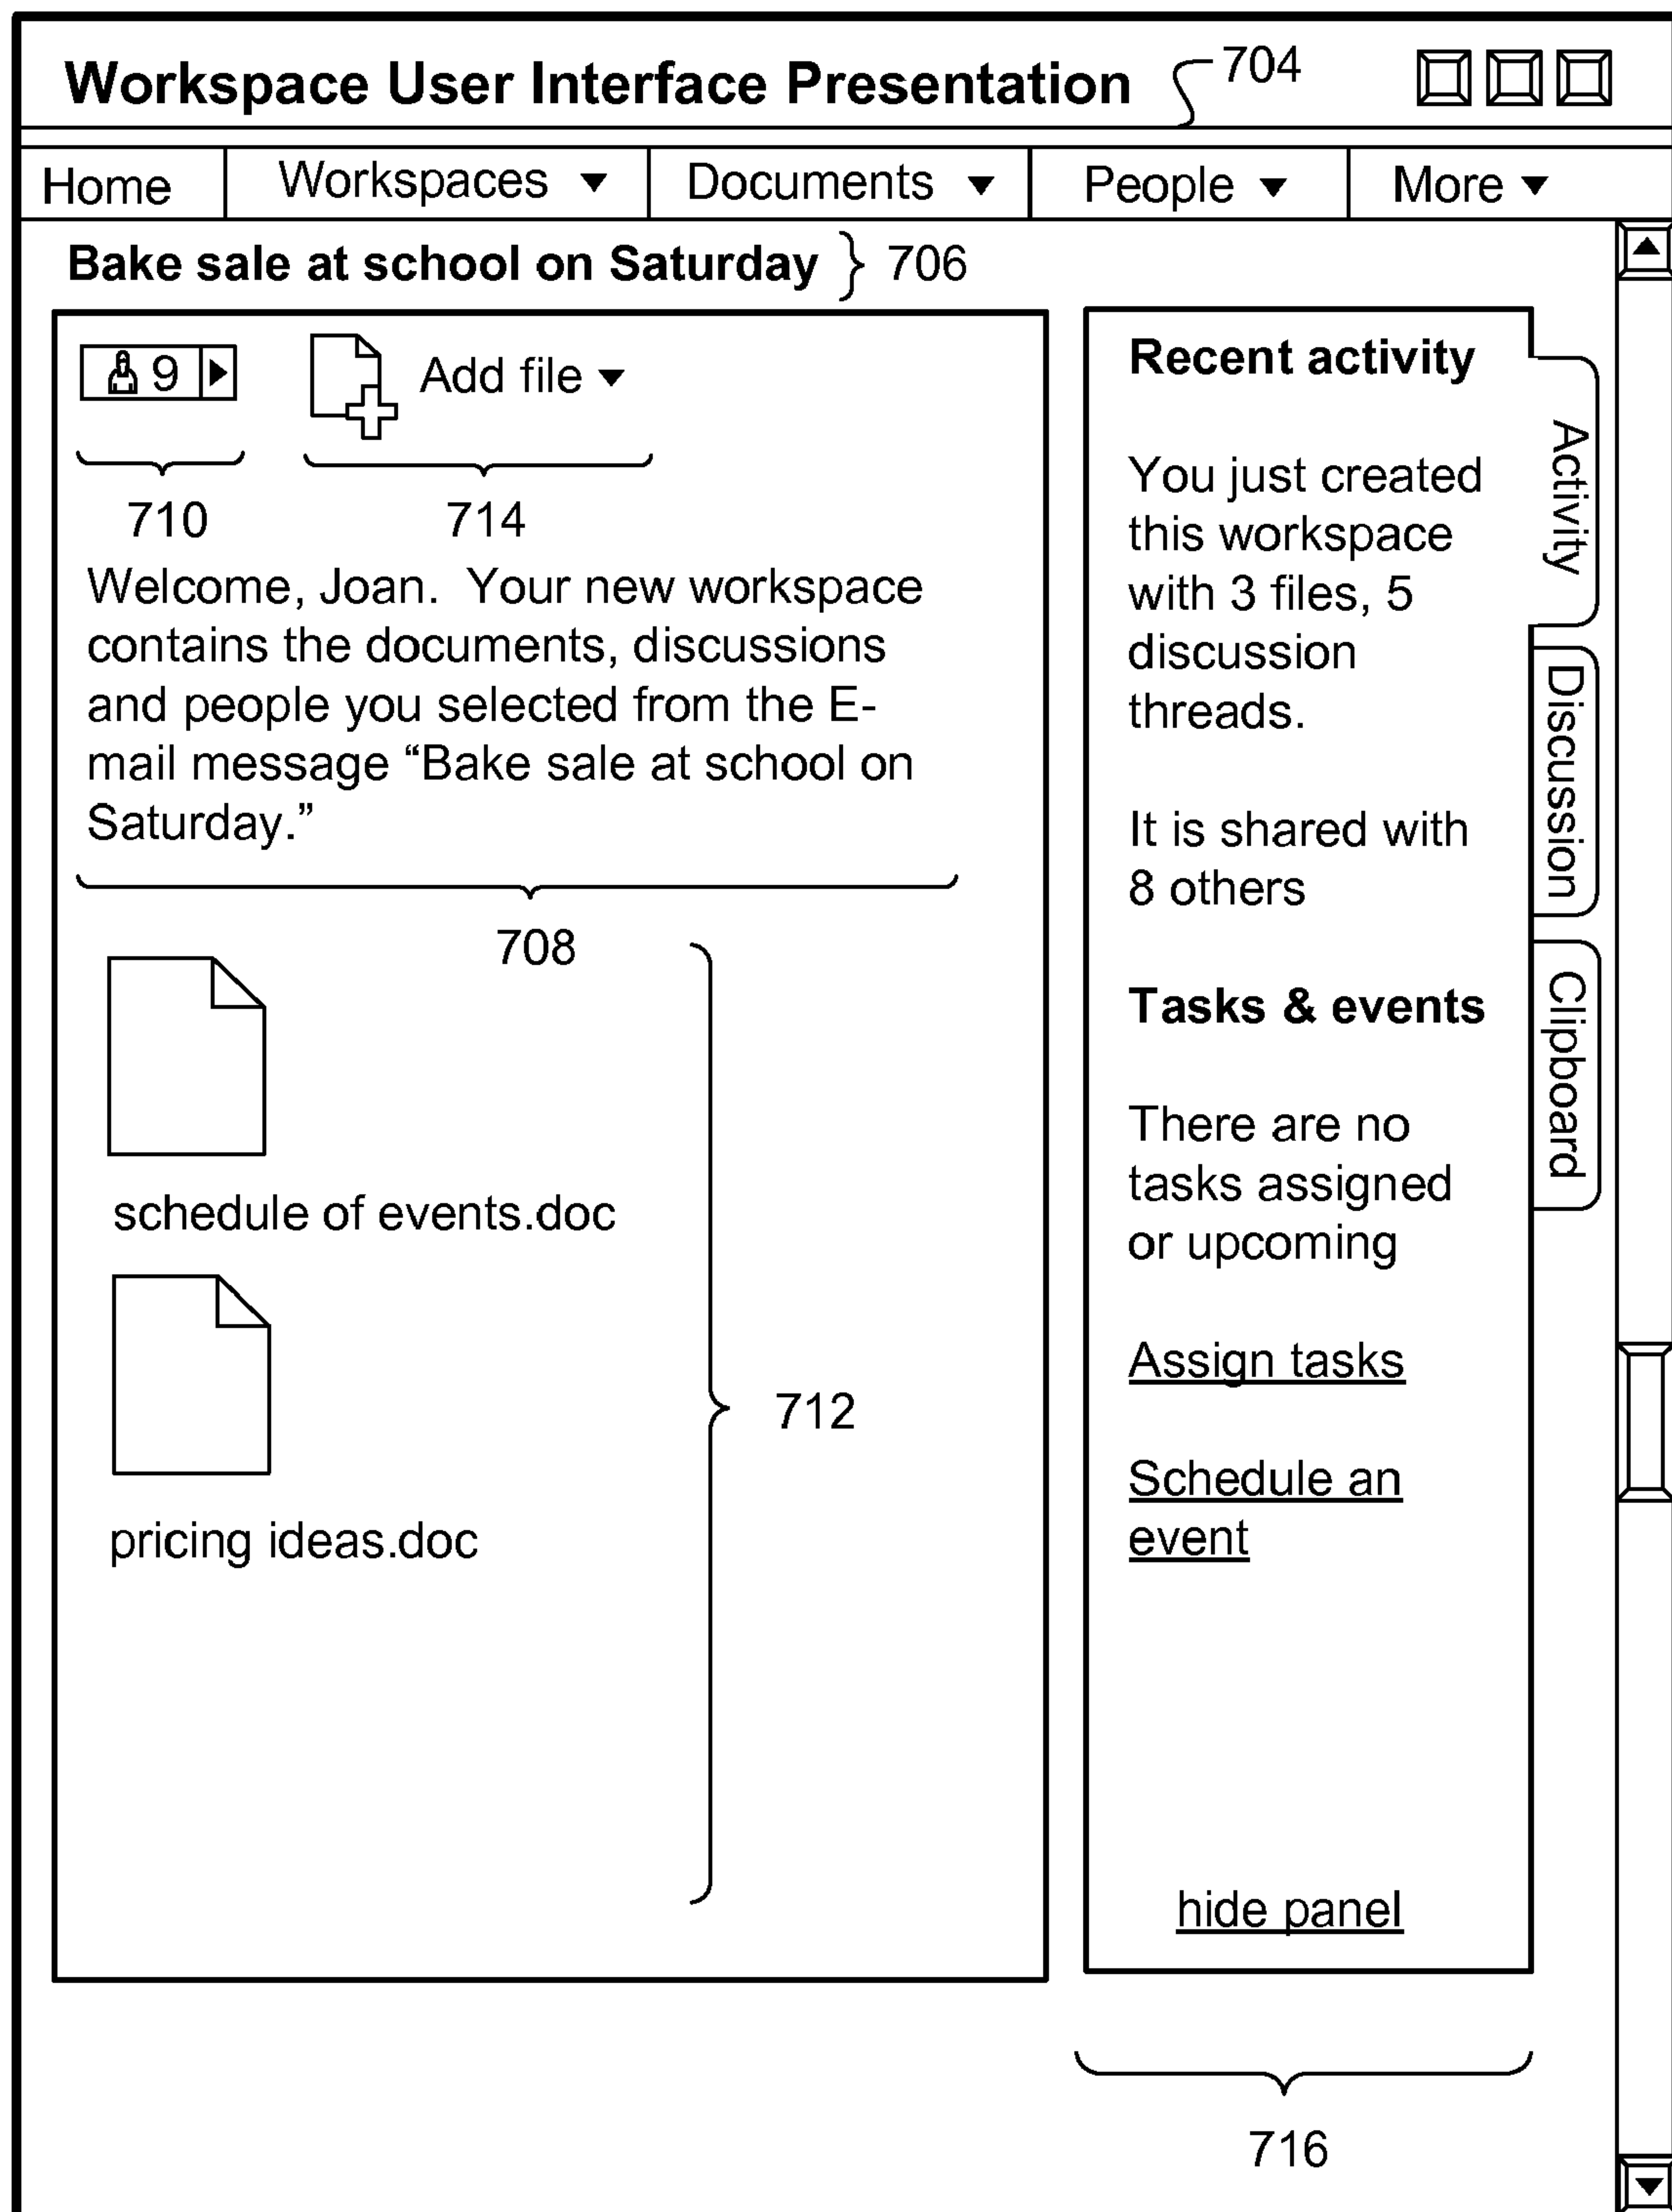 Workspace User Interface Presentation
704
Home
Workspaces
Documents
People
More
Bake sale at school on Saturday
706
9
Add file
710
714
Welcome, Joan.  Your new workspace
contains the documents, discussions
and people you selected from the E-
mail message “Bake sale at school on
Saturday.”
708
schedule of events.doc
pricing ideas.doc
712
Recent activity
You just created
this workspace
with 3 files, 5
discussion
threads.
It is shared with
8 others
Tasks & events
There are no
tasks assigned
or upcoming
Assign tasks
Schedule an
event
hide panel
Activity
Discussion
Clipboard
716